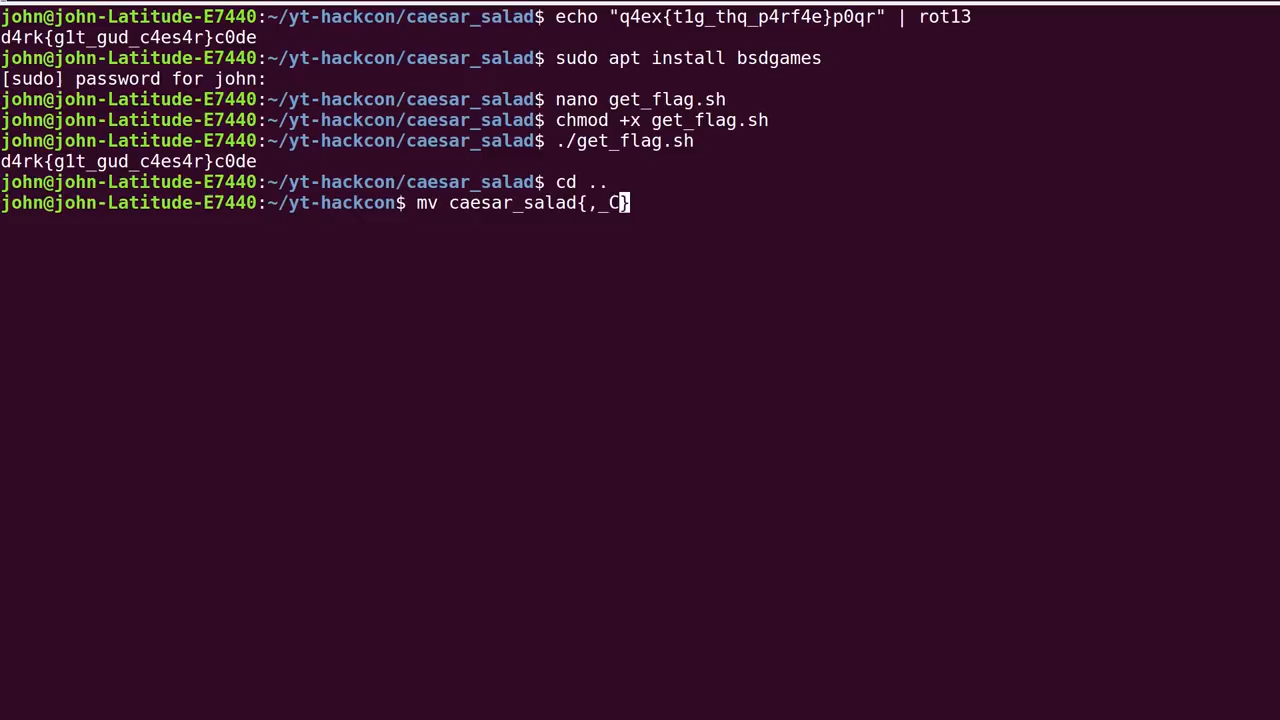 john@john-Latitude-E7440:~/yt-hackcon/caesar_salad$ echo "q4ex{t1g_thq_p4rf4e}p0qr" | rot13
d4rk{g1t_gud_c4es4r}c0de
john@john-Latitude-E7440:~/yt-hackcon/caesar_salad$ sudo apt install bsdgames
[sudo] password for john:
john@john-Latitude-E7440:~/yt-hackcon/caesar_salad$ nano get_flag.sh
john@john-Latitude-E7440:~/yt-hackcon/caesar_salad$ chmod +x get_flag.sh
john@john-Latitude-E7440:~/yt-hackcon/caesar_salad$ ./get_flag.sh
d4rk{g1t_gud_c4es4r}c0de
john@john-Latitude-E7440:~/yt-hackcon/caesar_salad$ cd ..
john@john-Latitude-E7440:~/yt-hackcon$ mv caesar_salad{,_C}